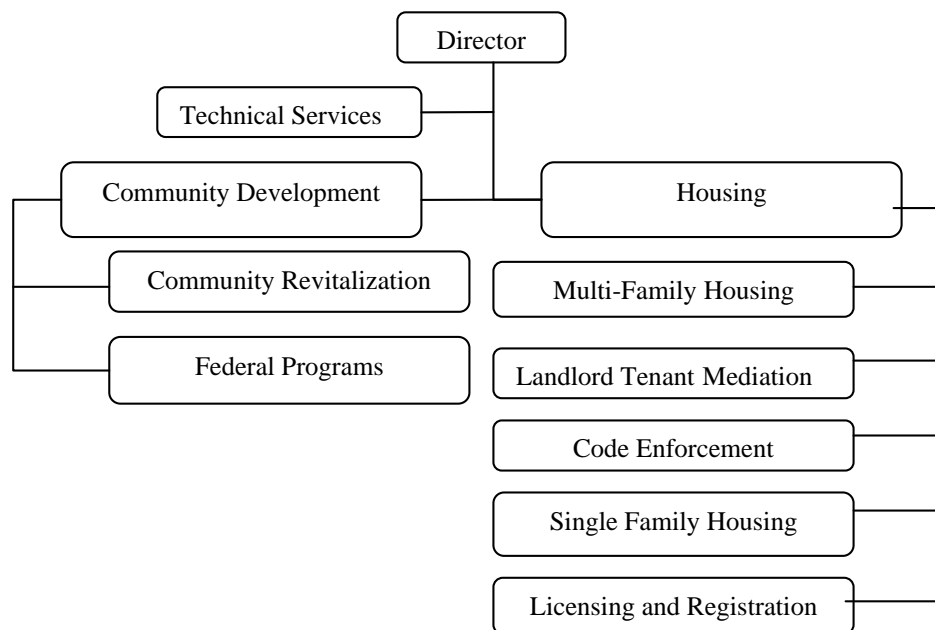 Director
Technical Services
Community Development
Housing
Community Revitalization
Multi-Family Housing
Federal Programs
Landlord Tenant Mediation
Code Enforcement
Single Family Housing
Licensing and Registration